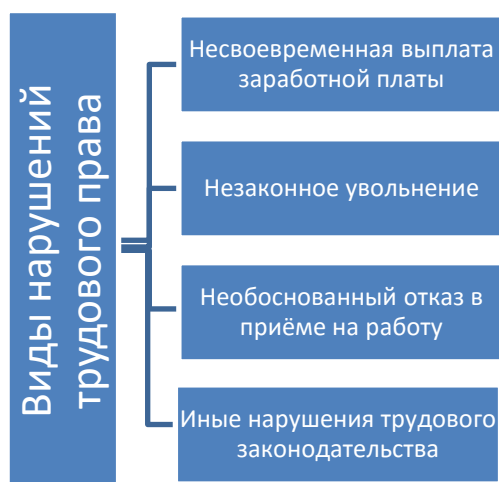 Виды нарушений
трудового права
Несвоевременная выплата
заработной платы
Незаконное увольнение
Необоснованный отказ в
приёме на работу
Иные нарушения трудового
законодательства